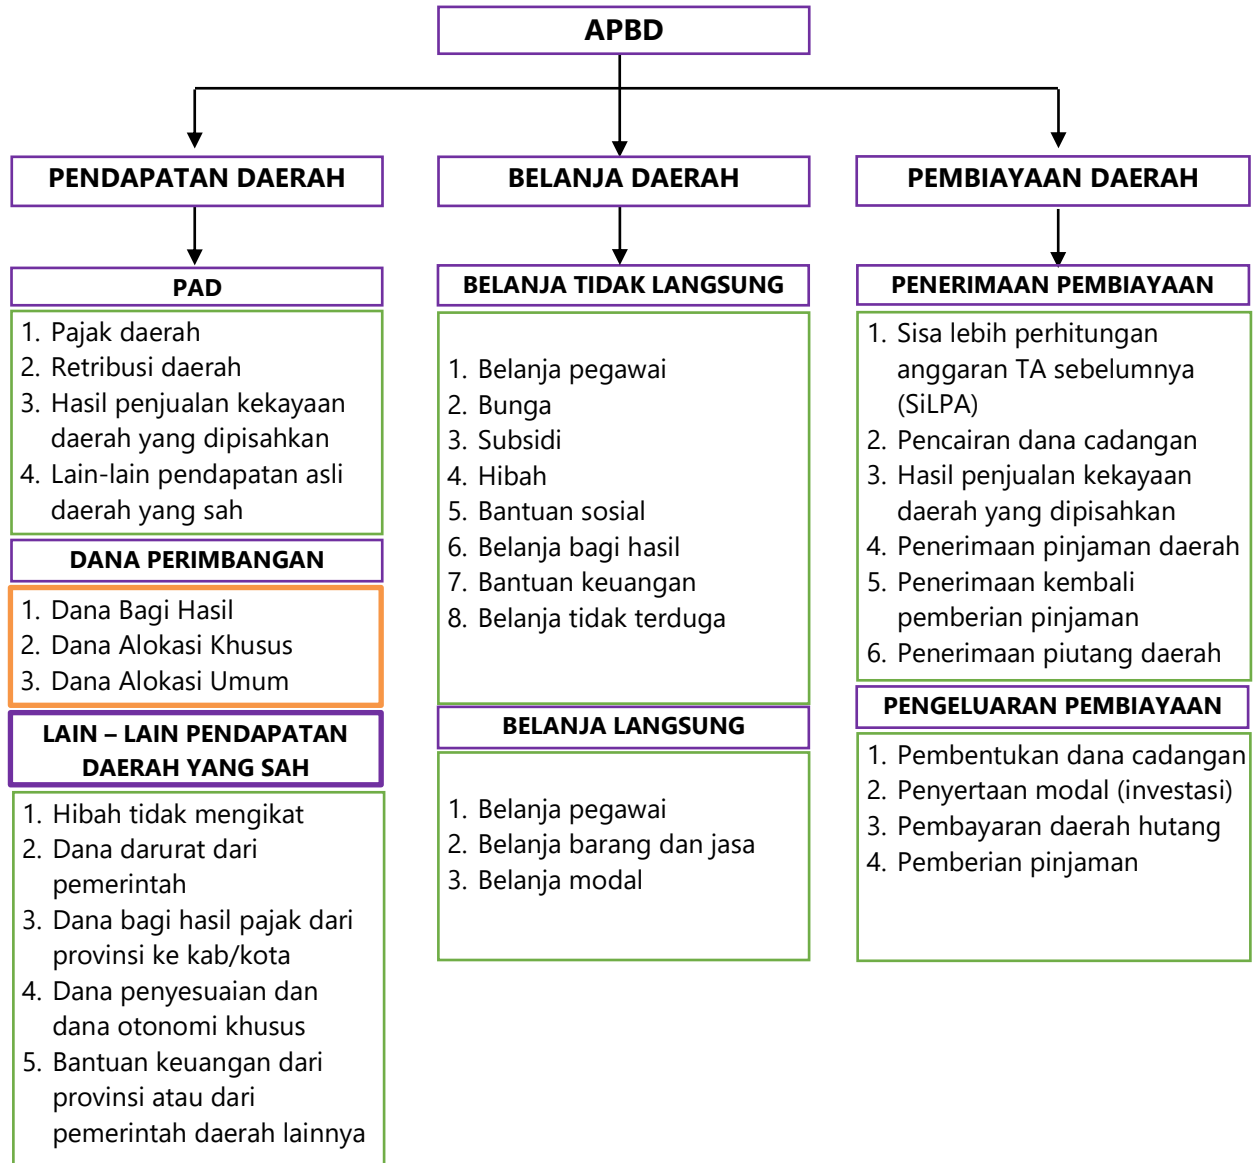 APBD
PENDAPATAN DAERAH
PAD
1. Pajak daerah
2. Retribusi daerah
3. Hasil penjualan kekayaan
daerah yang dipisahkan
4. Lain-lain pendapatan asli
daerah yang sah
DANA PERIMBANGAN
1. Dana Bagi Hasil
2. Dana Alokasi Khusus
3. Dana Alokasi Umum
LAIN – LAIN PENDAPATAN
DAERAH YANG SAH
1. Hibah tidak mengikat
2. Dana darurat dari
pemerintah
3. Dana bagi hasil pajak dari
provinsi ke kab/kota
4. Dana penyesuaian dan
dana otonomi khusus
5. Bantuan keuangan dari
provinsi atau dari
pemerintah daerah lainnya
BELANJA DAERAH
BELANJA TIDAK LANGSUNG
1. Belanja pegawai
2. Bunga
3. Subsidi
4. Hibah
5. Bantuan sosial
6. Belanja bagi hasil
7. Bantuan keuangan
8. Belanja tidak terduga
BELANJA LANGSUNG
1. Belanja pegawai
2. Belanja barang dan jasa
3. Belanja modal
PEMBIAYAAN DAERAH
PENERIMAAN PEMBIAYAAN
1. Sisa lebih perhitungan
anggaran TA sebelumnya
(SiLPA)
2. Pencairan dana cadangan
3. Hasil penjualan kekayaan
daerah yang dipisahkan
4. Penerimaan pinjaman daerah
5. Penerimaan kembali
pemberian pinjaman
6. Penerimaan piutang daerah
PENGELUARAN PEMBIAYAAN
1. Pembentukan dana cadangan
2. Penyertaan modal (investasi)
3. Pembayaran daerah hutang
4. Pemberian pinjaman